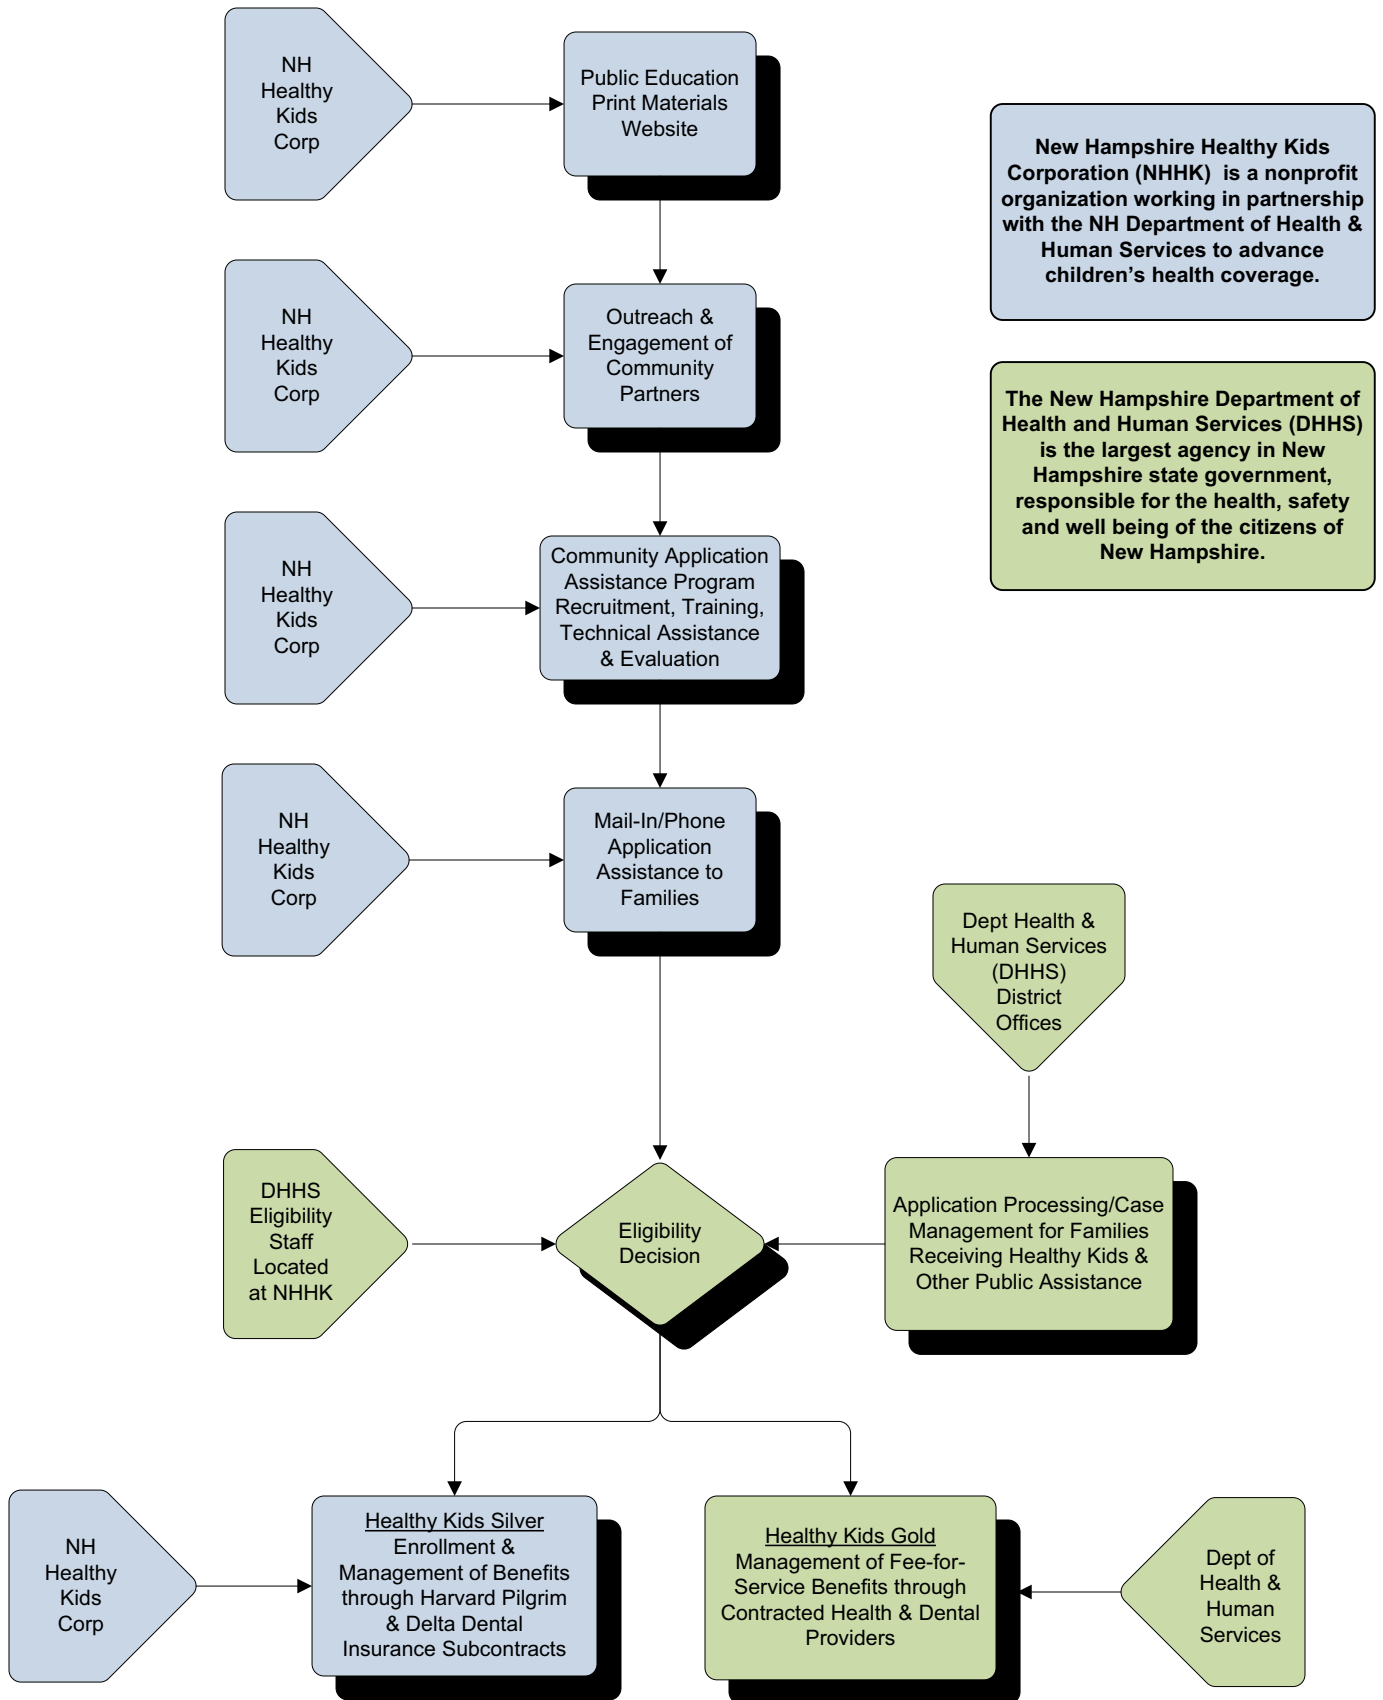 NH
Healthy
Kids
Corp
Public Education
Print Materials
Website
New Hampshire Healthy Kids
Corporation (NHHK) is a nonprofit
organization working in partnership
with the NH Department of Health &
Human Services to advance
children’s health coverage.
NH
Healthy
Kids
Corp
Outreach &
Engagement of
Community
Partners
The New Hampshire Department of
Health and Human Services (DHHS)
is the largest agency in New
Hampshire state government,
responsible for the health, safety
and well being of the citizens of
New Hampshire.
NH
Healthy
Kids
Corp
Community Application
Assistance Program
Recruitment, Training,
Technical Assistance
& Evaluation
NH
Healthy
Kids
Corp
Mail-In/Phone
Application
Assistance to
Families
Dept Health &
Human Services
(DHHS)
District
Offices
DHHS
Eligibility
Staff
Located
at NHHK
Eligibility
Decision
Application Processing/Case
Management for Families
Receiving Healthy Kids &
Other Public Assistance
NH
Healthy
Kids
Corp
Healthy Kids Silver
Enrollment &
Management of Benefits
through Harvard Pilgrim
& Delta Dental
Insurance Subcontracts
Healthy Kids Gold
Management of Fee-for-
Service Benefits through
Contracted Health & Dental
Providers
Dept of
Health &
Human
Services